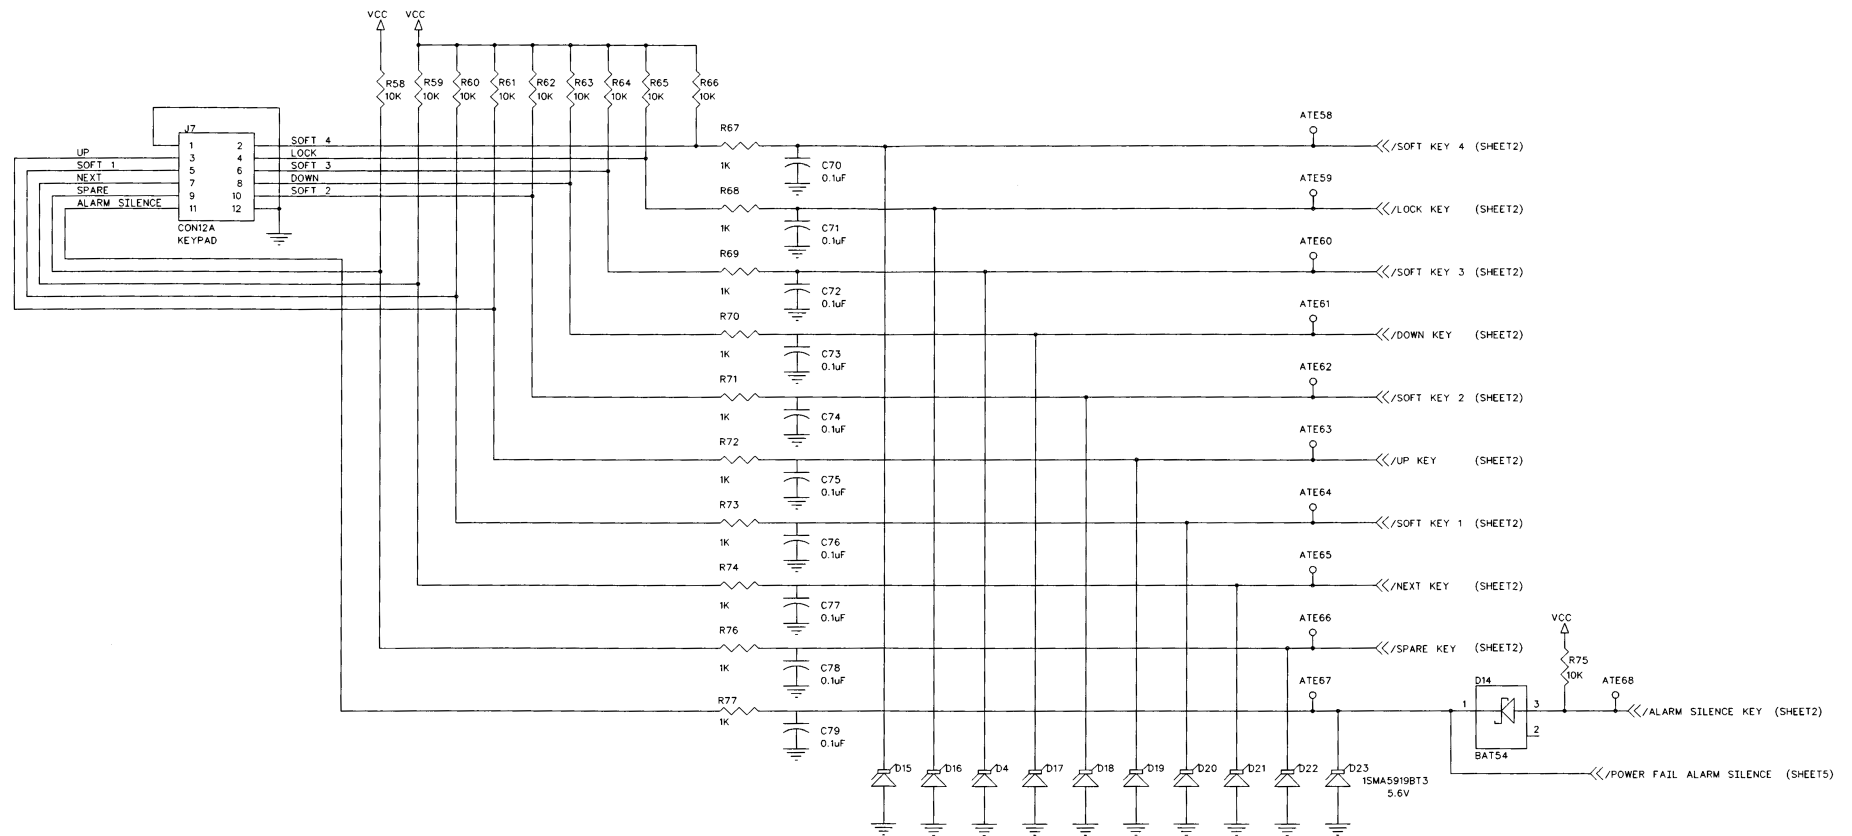 VCC VCC
R58 R59 R60 R61 R62 R63 R64 R65 R66
10K 10K 10K 10K 10K 10K 10K 10K 10K
J7
1 2 SOFT 4
UP 3 4 LOCK
SOFT 1 5 6 SOFT 3
NEXT 7 8 DOWN
SPARE 9 10 SOFT 2
ALARM SILENCE 11 12
CON12A
KEYPAD
R67 ATE58
1K C70 /SOFT KEY 4 (SHEET2)
0.1uF
R68 ATE59
1K C71 /LOCK KEY (SHEET2)
0.1uF
R69 ATE60
1K C72 /SOFT KEY 3 (SHEET2)
0.1uF
R70 ATE61
1K C73 /DOWN KEY (SHEET2)
0.1uF
R71 ATE62
1K C74 /SOFT KEY 2 (SHEET2)
0.1uF
R72 ATE63
1K C75 /UP KEY (SHEET2)
0.1uF
R73 ATE64
1K C76 /SOFT KEY 1 (SHEET2)
0.1uF
R74 ATE65
1K C77 /NEXT KEY (SHEET2)
0.1uF
R76 ATE66
1K C78 /SPARE KEY (SHEET2)
0.1uF
R77 ATE67
1K C79
0.1uF
VCC
R75
10K
ATE68
D14
1 3
2
BAT54
/ALARM SILENCE KEY (SHEET2)
/POWER FAIL ALARM SILENCE (SHEET5)
D15 D16 D4 D17 D18 D19 D20 D21 D22 D23
1SMA5919BT3
5.6V